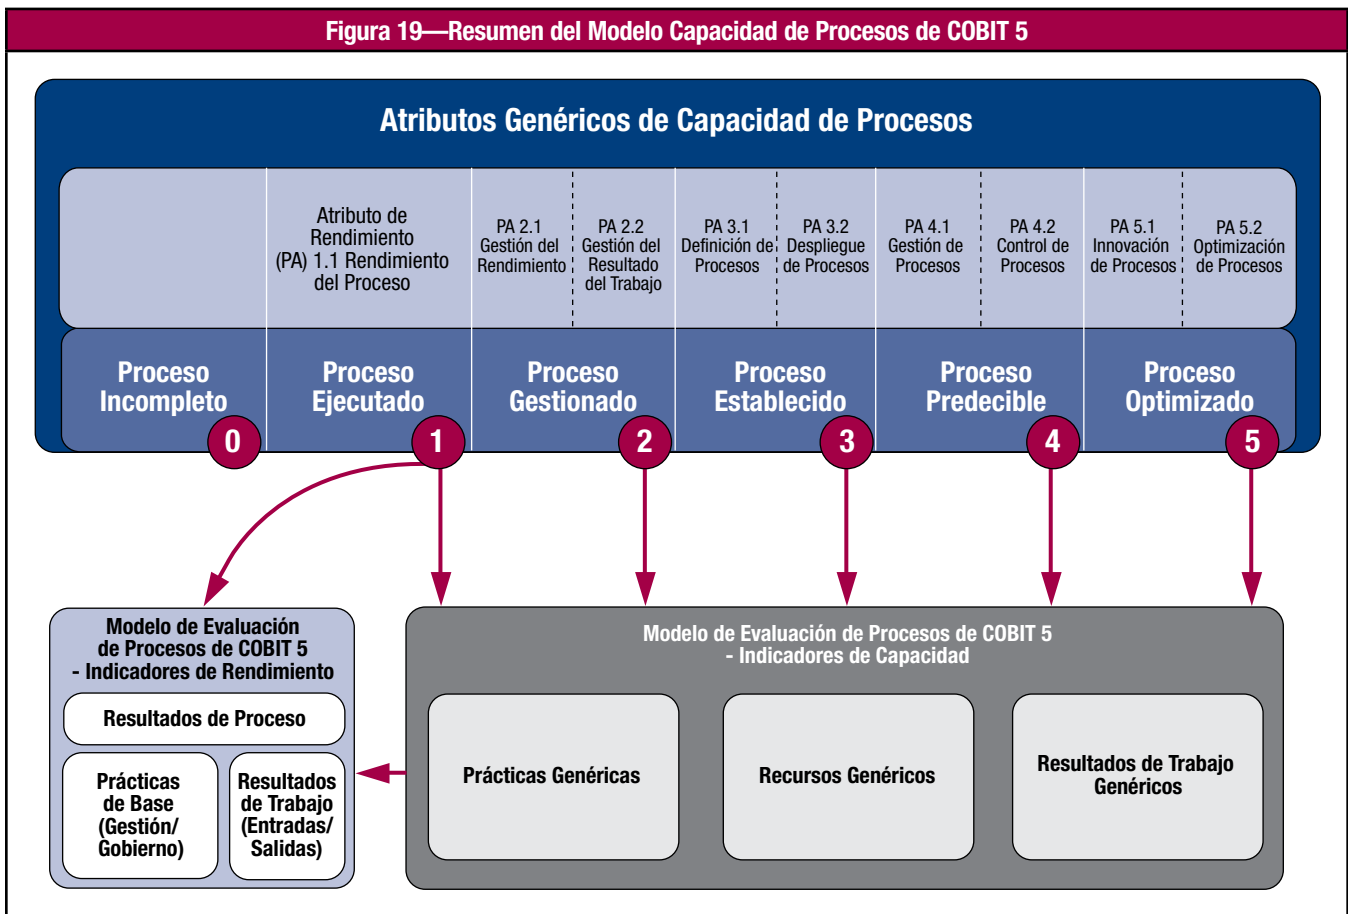 Figura 19—Resumen del Modelo Capacidad de Procesos de COBIT 5
Atributos Genéricos de Capacidad de Procesos
Atributo de
Rendimiento
(PA) 1.1 Rendimiento
del Proceso
PA 2.1
Gestión del
Rendimiento
PA 2.2
Gestión del
Resultado
del Trabajo
PA 3.1
Definición de
Procesos
PA 3.2
Despliegue
de Procesos
PA 4.1
Gestión de
Procesos
PA 4.2
Control de
Procesos
PA 5.1
Innovación
de Procesos
PA 5.2
Optimización
de Procesos
Proceso
Incompleto
0
Proceso
Ejecutado
1
Proceso
Gestionado
2
Proceso
Establecido
3
Proceso
Predecible
4
Proceso
Optimizado
5
Modelo de Evaluación
de Procesos de COBIT 5
- Indicadores de Rendimiento
Resultados de Proceso
Prácticas
de Base
(Gestión/
Gobierno)
Resultados
de Trabajo
(Entradas/
Salidas)
Modelo de Evaluación de Procesos de COBIT 5
- Indicadores de Capacidad
Prácticas Genéricas
Recursos Genéricos
Resultados de Trabajo
Genéricos